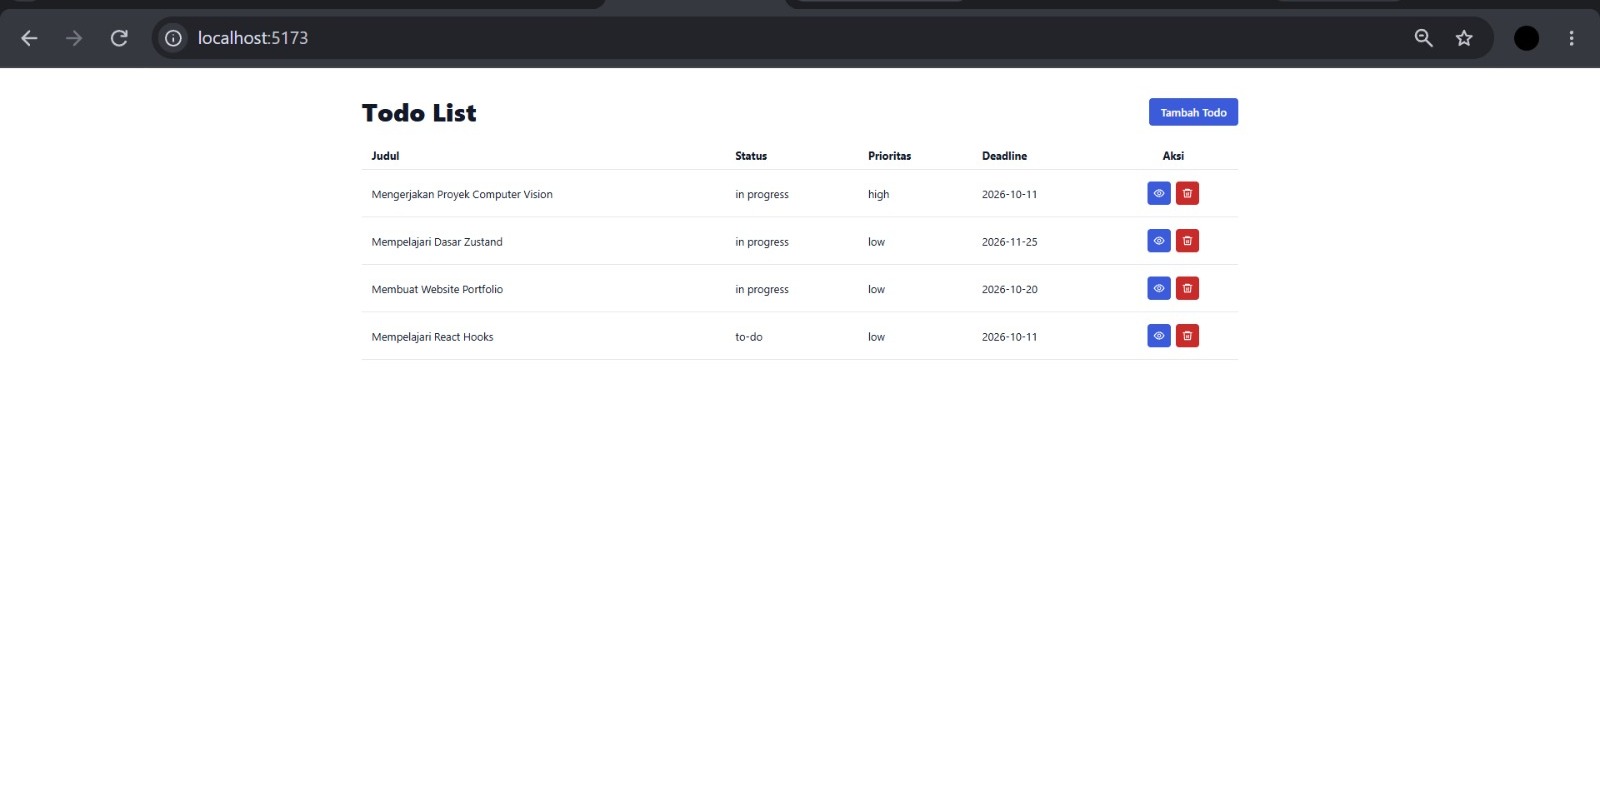 localhost:5173
Todo List
Tambah Todo
Judul Status Prioritas Deadline Aksi
Mengerjakan Proyek Computer Vision in progress high 2026-10-11
Mempelajari Dasar Zustand in progress low 2026-11-25
Membuat Website Portfolio in progress low 2026-10-20
Mempelajari React Hooks to-do low 2026-10-11